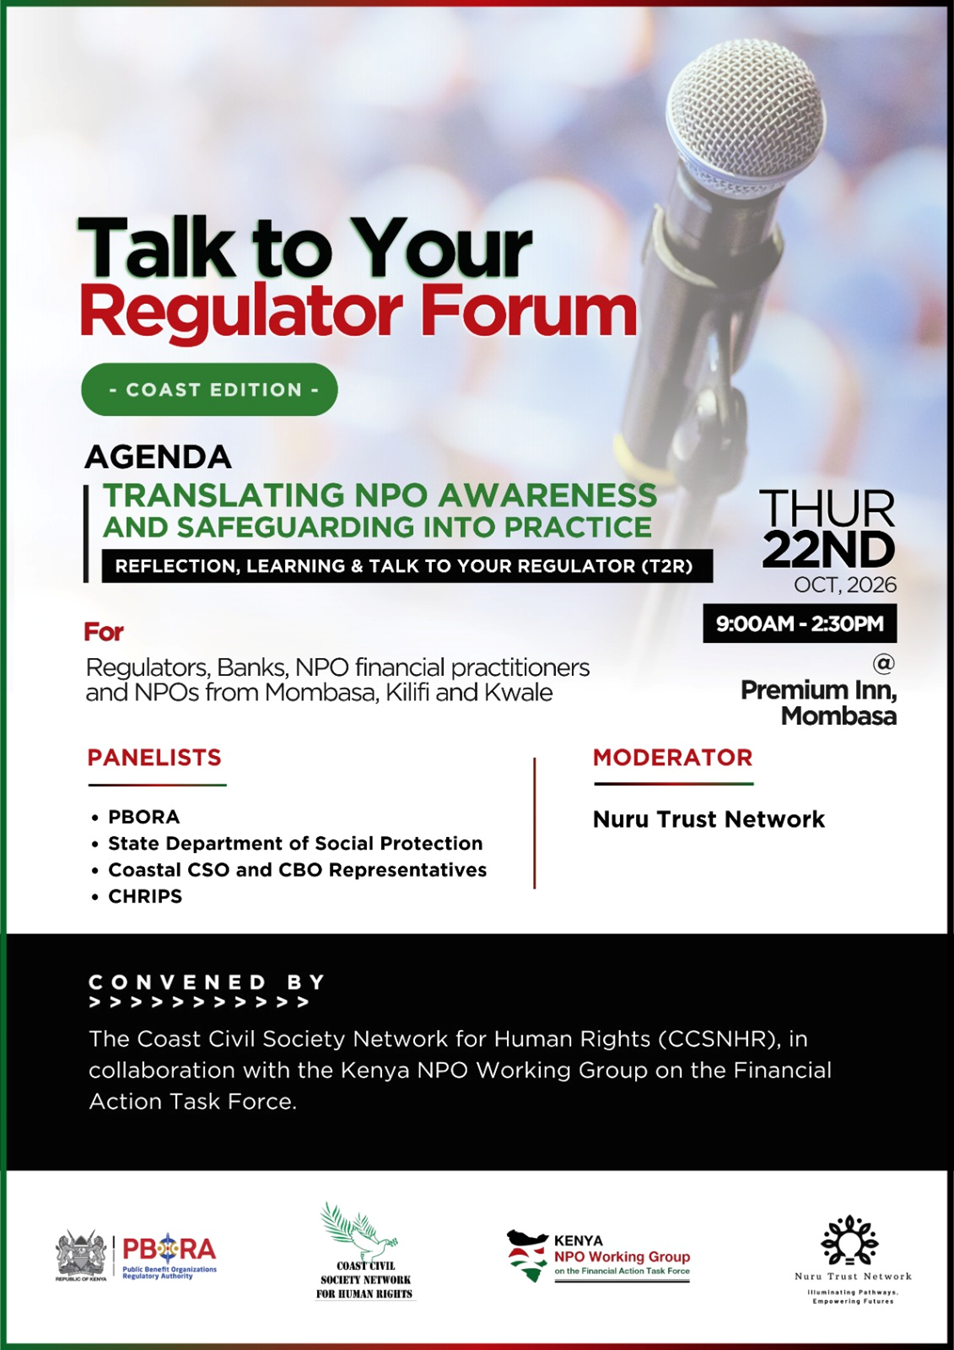 Talk to Your
Regulator Forum
- COAST EDITION -
AGENDA
TRANSLATING NPO AWARENESS
AND SAFEGUARDING INTO PRACTICE
REFLECTION, LEARNING & TALK TO YOUR REGULATOR (T2R)
THUR
22ND
OCT, 2026
9:00AM - 2:30PM
@
Premium Inn,
Mombasa
For
Regulators, Banks, NPO financial practitioners
and NPOs from Mombasa, Kilifi and Kwale
PANELISTS
• PBORA
• State Department of Social Protection
• Coastal CSO and CBO Representatives
• CHRIPS
MODERATOR
Nuru Trust Network
CONVENED BY
> > > > > > > > > > >
The Coast Civil Society Network for Human Rights (CCSNHR), in
collaboration with the Kenya NPO Working Group on the Financial
Action Task Force.
REPUBLIC OF KENYA
PBORA
Public Benefit Organizations
Regulatory Authority
COAST CIVIL
SOCIETY NETWORK
FOR HUMAN RIGHTS
KENYA
NPO Working Group
on the Financial Action Task Force
Nuru Trust Network
Illuminating Pathways,
Empowering Futures